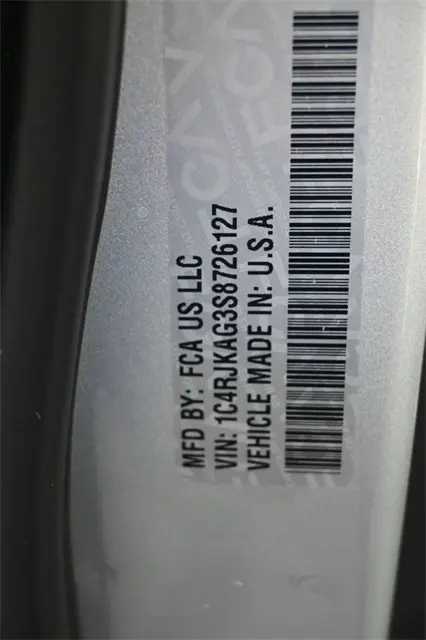 MFD BY: FCA US LLC
VIN: 1C4RJKAG3S8726127
VEHICLE MADE IN: U.S.A.